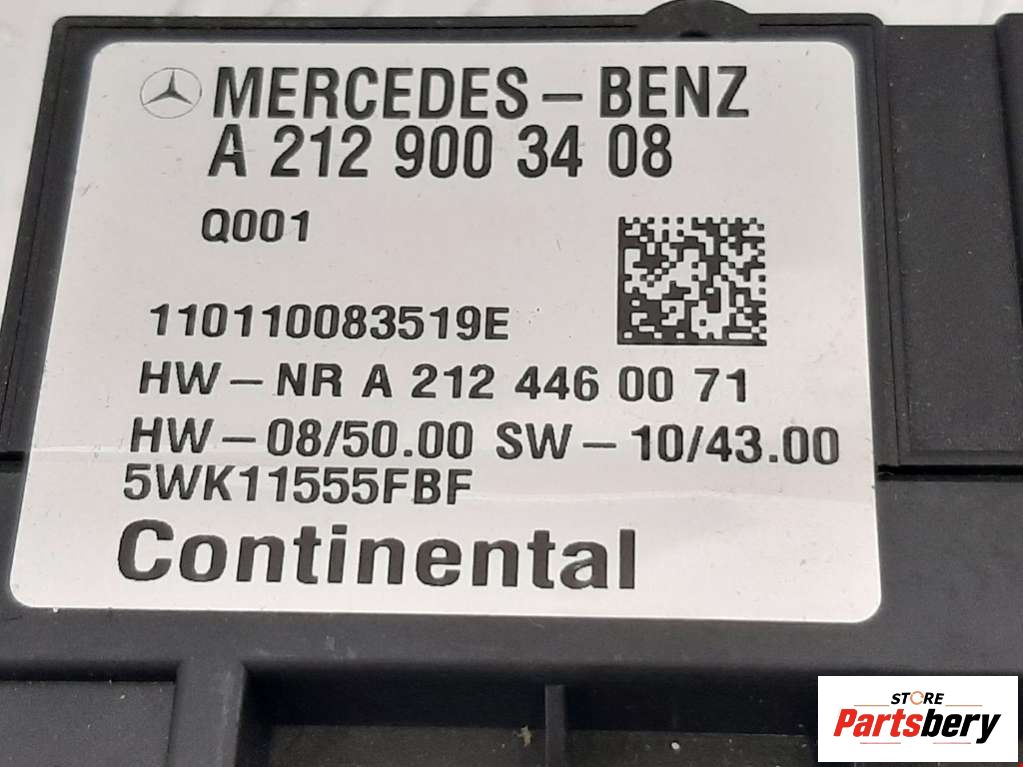 MERCEDES-BENZ
A 212 900 34 08
Q001
110110083519E
HW-NR A 212 446 00 71
HW-08/50.00 SW-10/43.00
5WK11555FBF
Continental
STORE
Partsbery